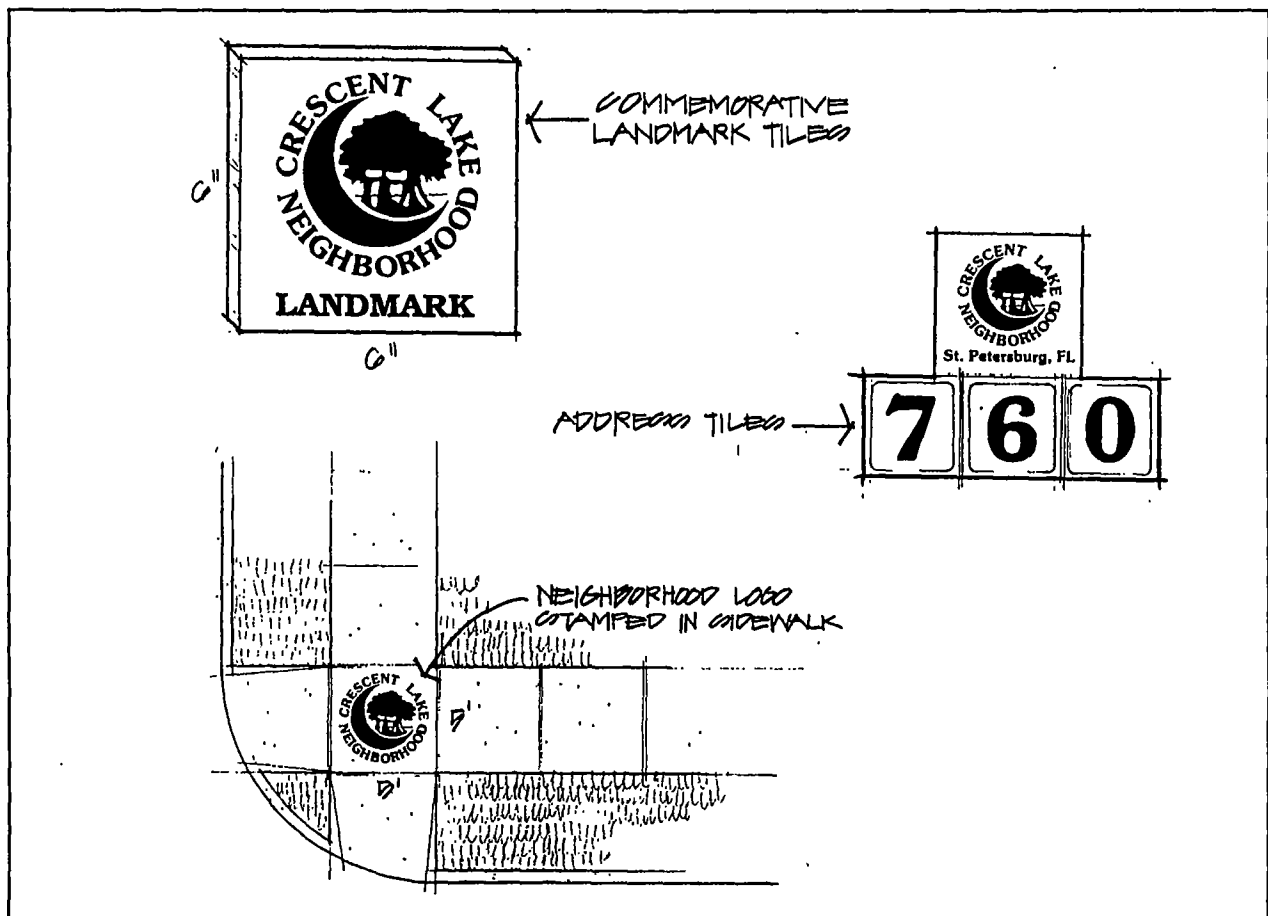 CRESCENT LAKE
NEIGHBORHOOD
LANDMARK
6"
6"
COMMEMORATIVE
LANDMARK TILES
CRESCENT LAKE
NEIGHBORHOOD
St. Petersburg, FL
ADDRESS TILES
7 6 0
NEIGHBORHOOD LOGO
STAMPED IN SIDEWALK
CRESCENT LAKE
NEIGHBORHOOD
5'
5'